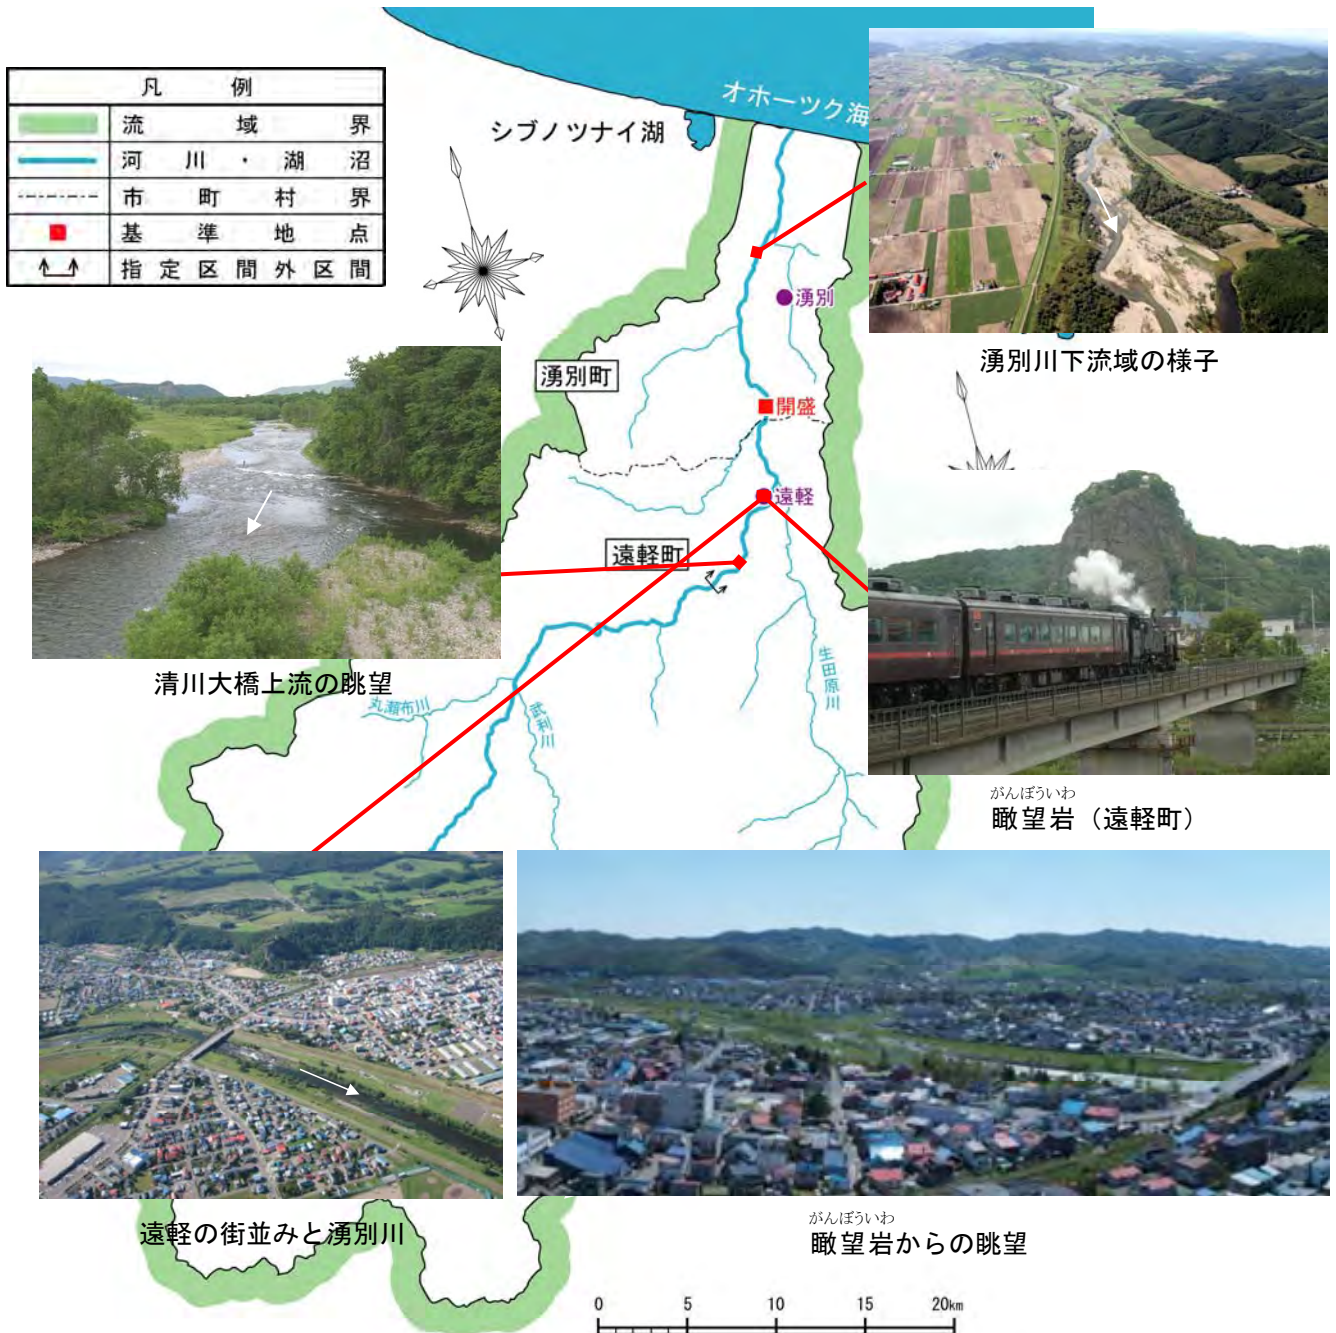 凡例
流域界
河川・湖沼
市町村界
基準地点
指定区間外区間
オホーツク海
シブノツナイ湖
湧別
湧別川下流域の様子
湧別町
開盛
遠軽
遠軽町
生田原川
清川大橋上流の眺望
丸瀬布川
武利川
がんぼういわ
瞰望岩（遠軽町）
遠軽の街並みと湧別川
がんぼういわ
瞰望岩からの眺望
0 5 10 15 20km